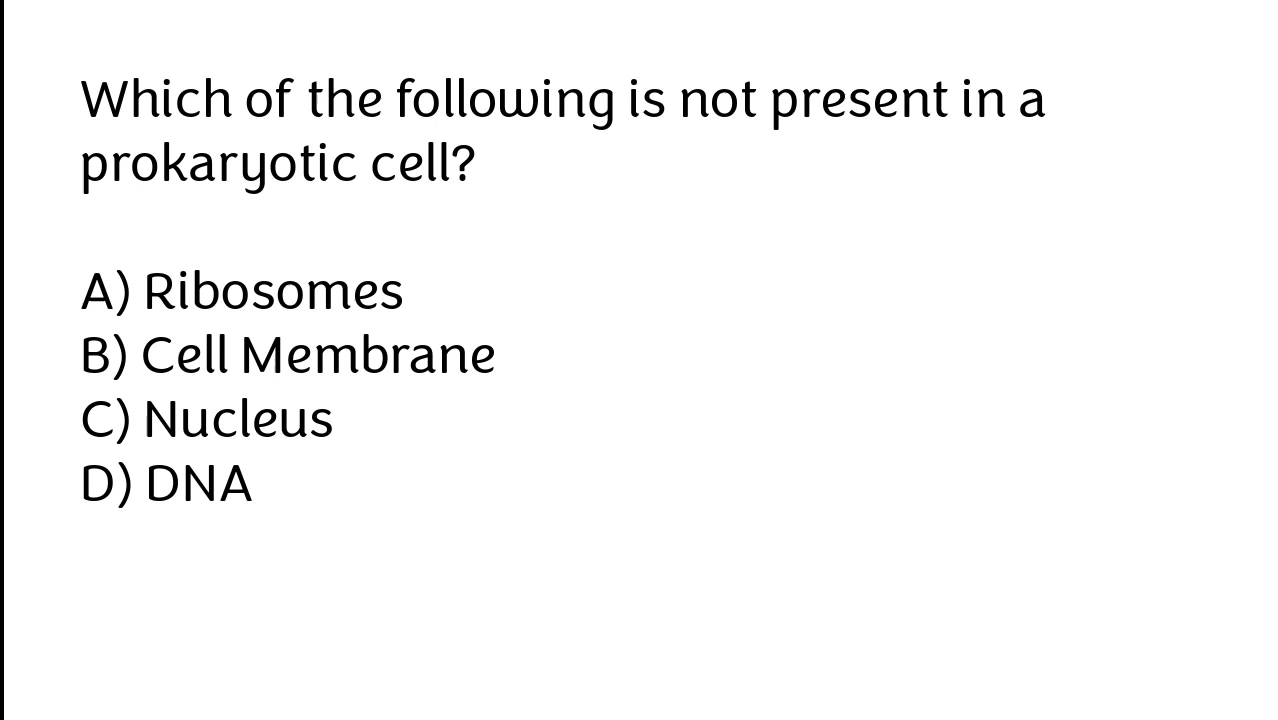 Which of the following is not present in a
prokaryotic cell?
A) Ribosomes
B) Cell Membrane
C) Nucleus
D) DNA